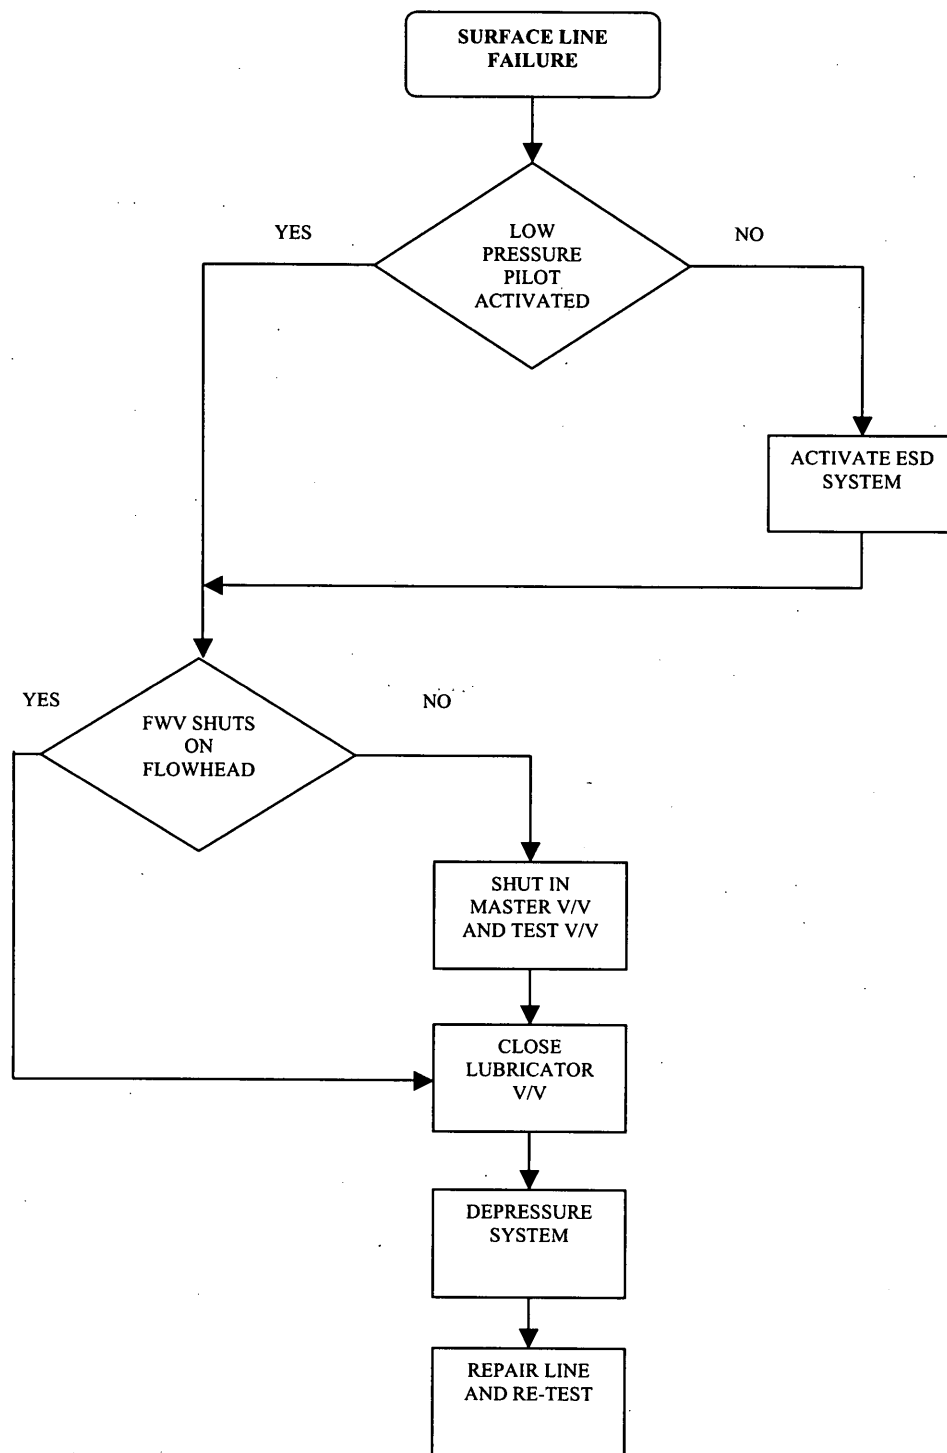 SURFACE LINE
FAILURE
YES
LOW
PRESSURE
PILOT
ACTIVATED
NO
ACTIVATE ESD
SYSTEM
YES
FWV SHUTS
ON
FLOWHEAD
NO
SHUT IN
MASTER V/V
AND TEST V/V
CLOSE
LUBRICATOR
V/V
DEPRESSURE
SYSTEM
REPAIR LINE
AND RE-TEST